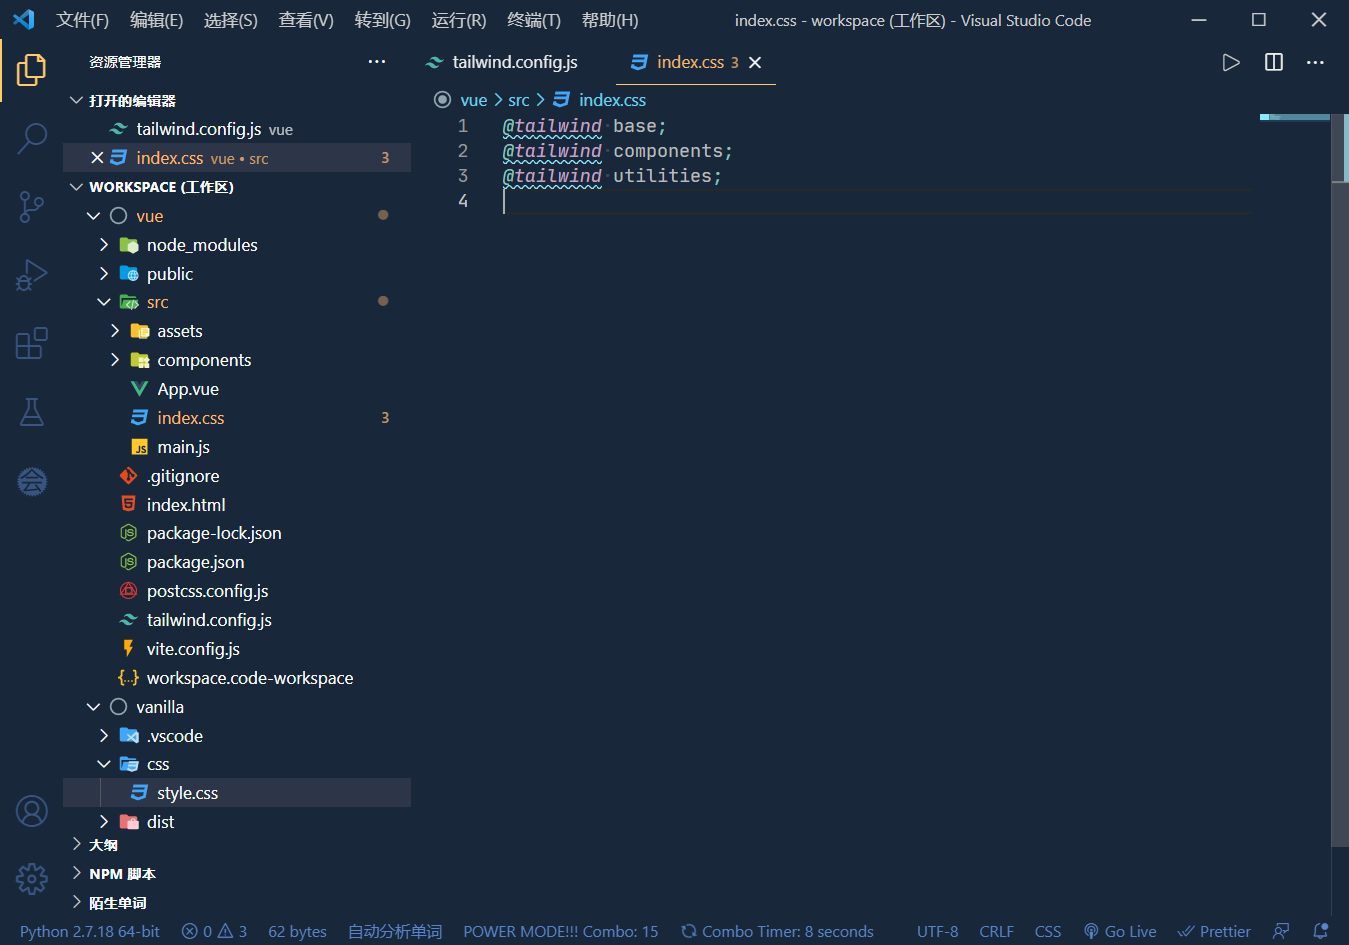 文件(F) 编辑(E) 选择(S) 查看(V) 转到(G) 运行(R) 终端(T) 帮助(H) index.css - workspace (工作区) - Visual Studio Code
资源管理器
打开的编辑器
tailwind.config.js vue
index.css vue • src 3
WORKSPACE (工作区)
vue
node_modules
public
src
assets
components
App.vue
index.css 3
main.js
.gitignore
index.html
package-lock.json
package.json
postcss.config.js
tailwind.config.js
vite.config.js
workspace.code-workspace
vanilla
.vscode
css
style.css
dist
大纲
NPM 脚本
陌生单词
tailwind.config.js index.css 3
vue > src > index.css
1 @tailwind base;
2 @tailwind components;
3 @tailwind utilities;
4
Python 2.7.18 64-bit 0 3 62 bytes 自动分析单词 POWER MODE!!! Combo: 15 Combo Timer: 8 seconds UTF-8 CRLF CSS Go Live Prettier